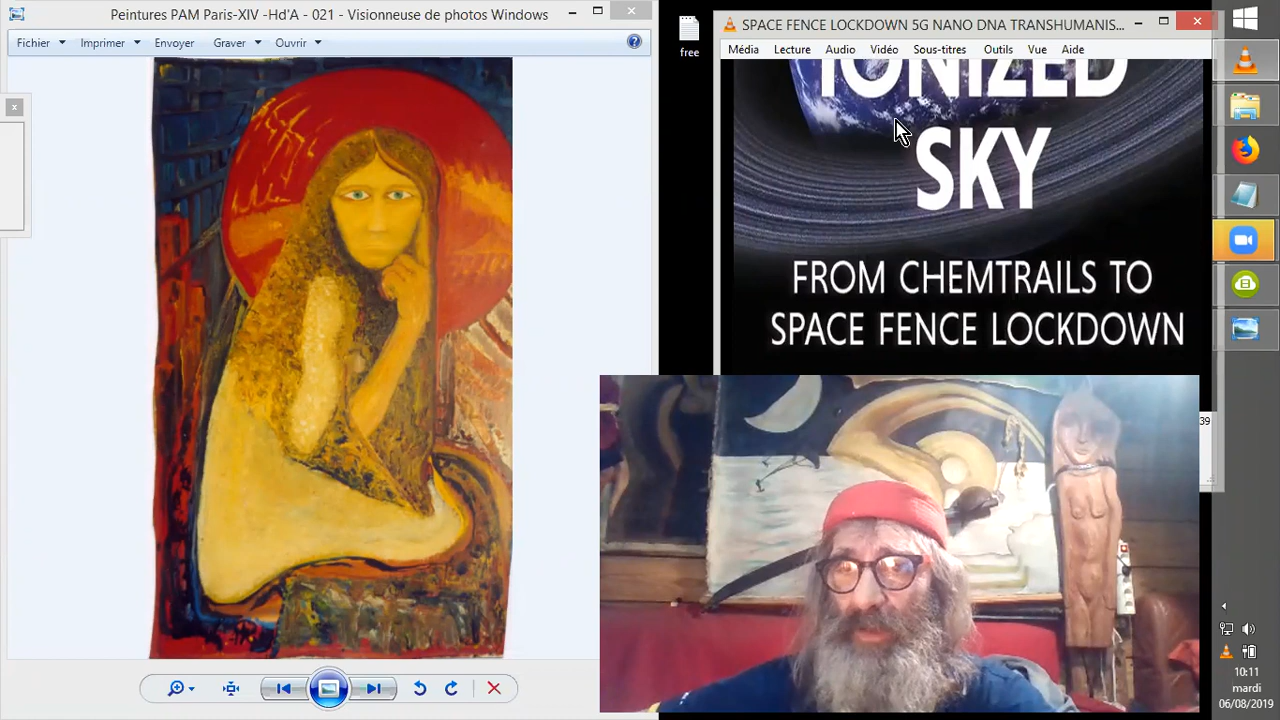 Peintures PAM Paris-XIV -Hd'A - 021 - Visionneuse de photos Windows
Fichier Imprimer Envoyer Graver Ouvrir
free
SPACE FENCE LOCKDOWN 5G NANO DNA TRANSHUMANIS...
Média Lecture Audio Vidéo Sous-titres Outils Vue Aide
IONIZED
SKY
FROM CHEMTRAILS TO
SPACE FENCE LOCKDOWN
39
10:11
mardi
06/08/2019